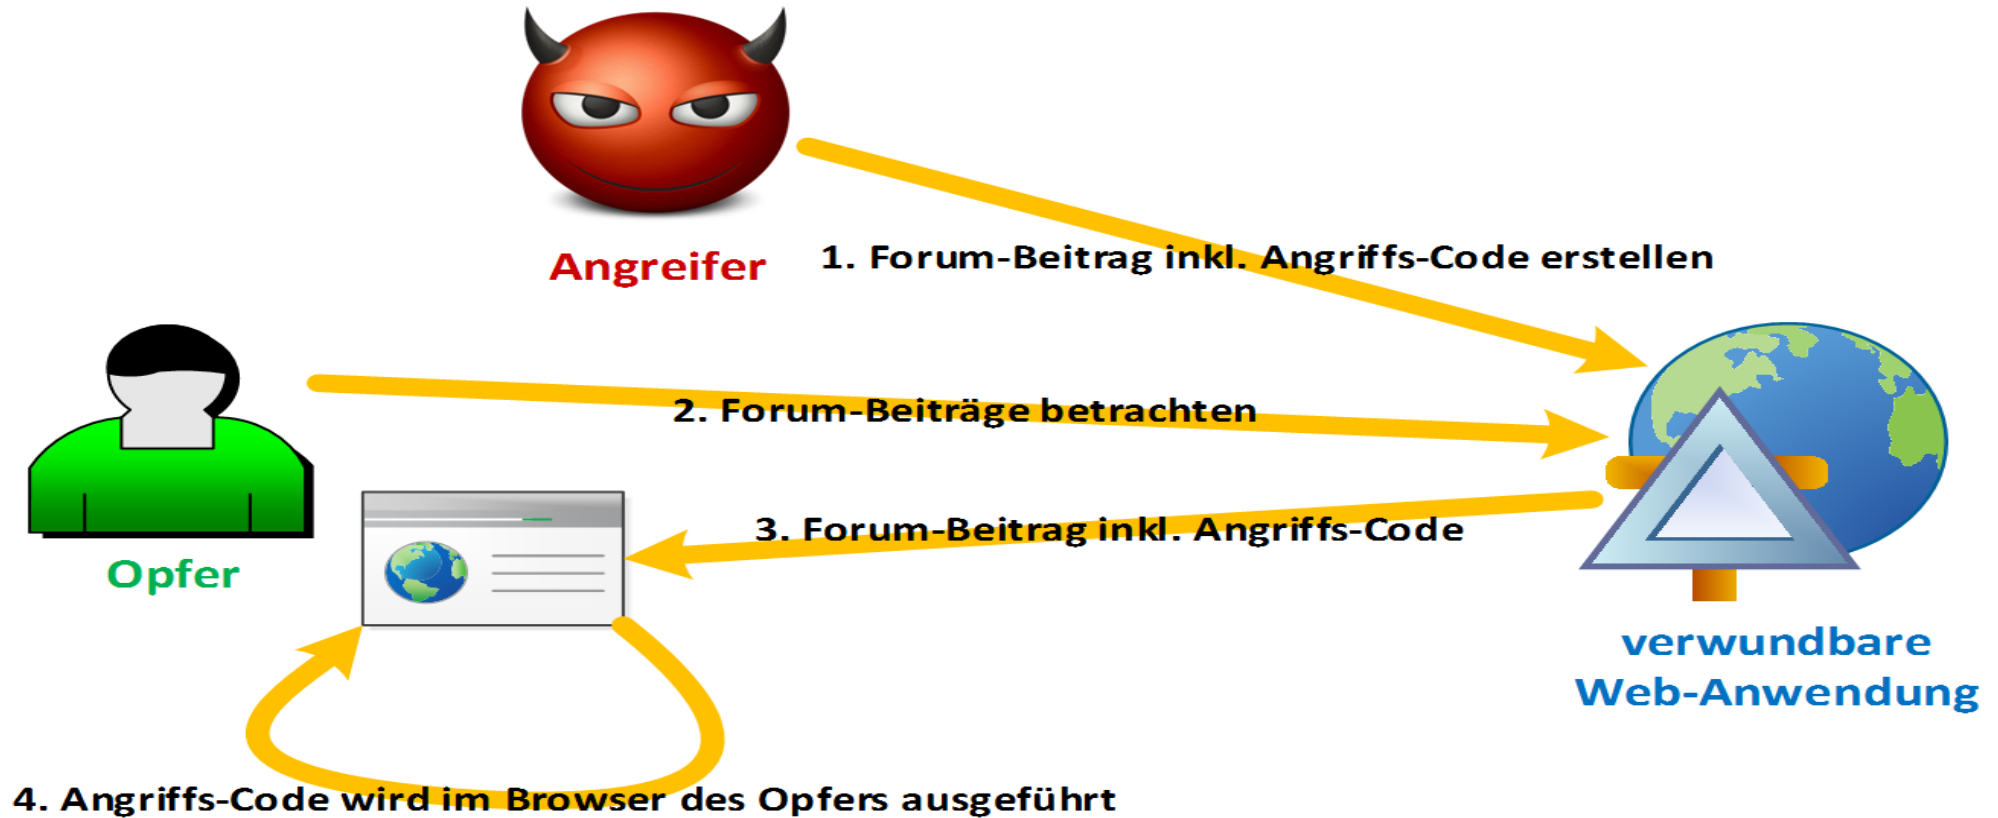 Angreifer
1. Forum-Beitrag inkl. Angriffs-Code erstellen
2. Forum-Beiträge betrachten
3. Forum-Beitrag inkl. Angriffs-Code
Opfer
verwundbare
Web-Anwendung
4. Angriffs-Code wird im Browser des Opfers ausgeführt